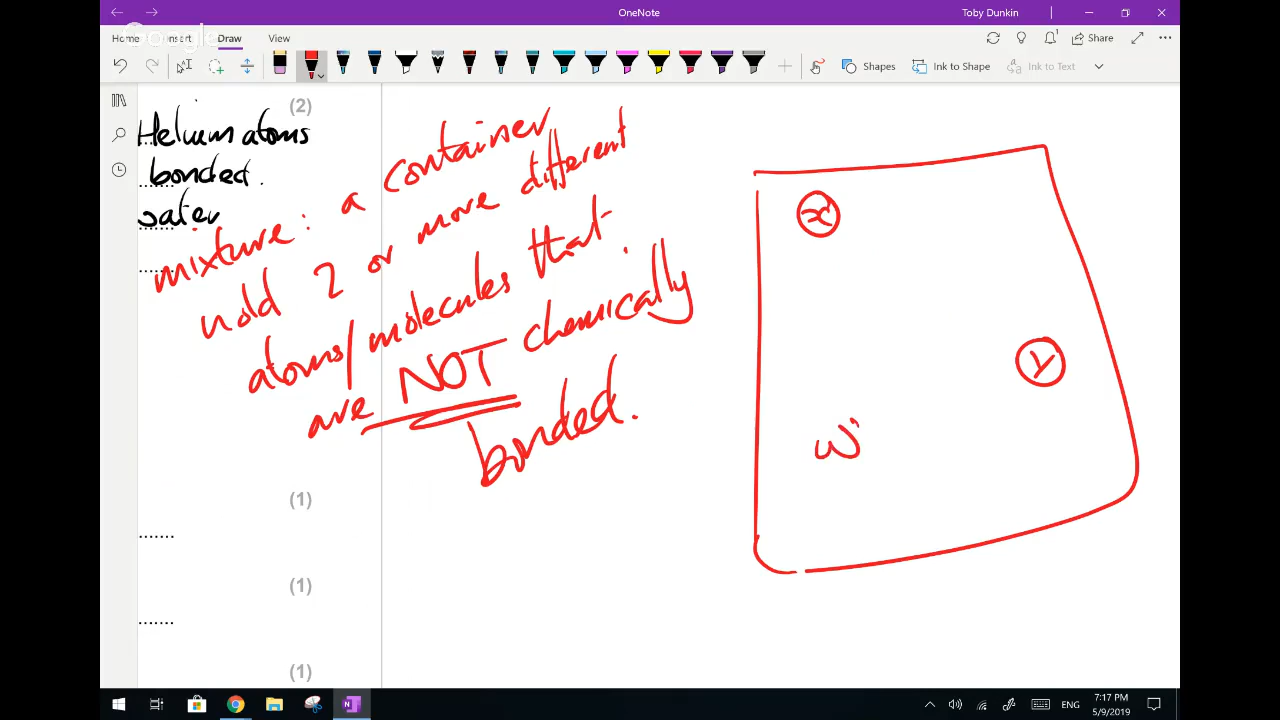 OneNote
Toby Dunkin
Google
Home Insert Draw View
Share
Shapes
Ink to Shape
Ink to Text
(2)
Helium atoms
bonded.
water
mixture: a container
hold 2 or more different
atoms/molecules that
are NOT chemically
bonded.
x
y
w
(1)
(1)
(1)
ENG
7:17 PM
5/9/2019